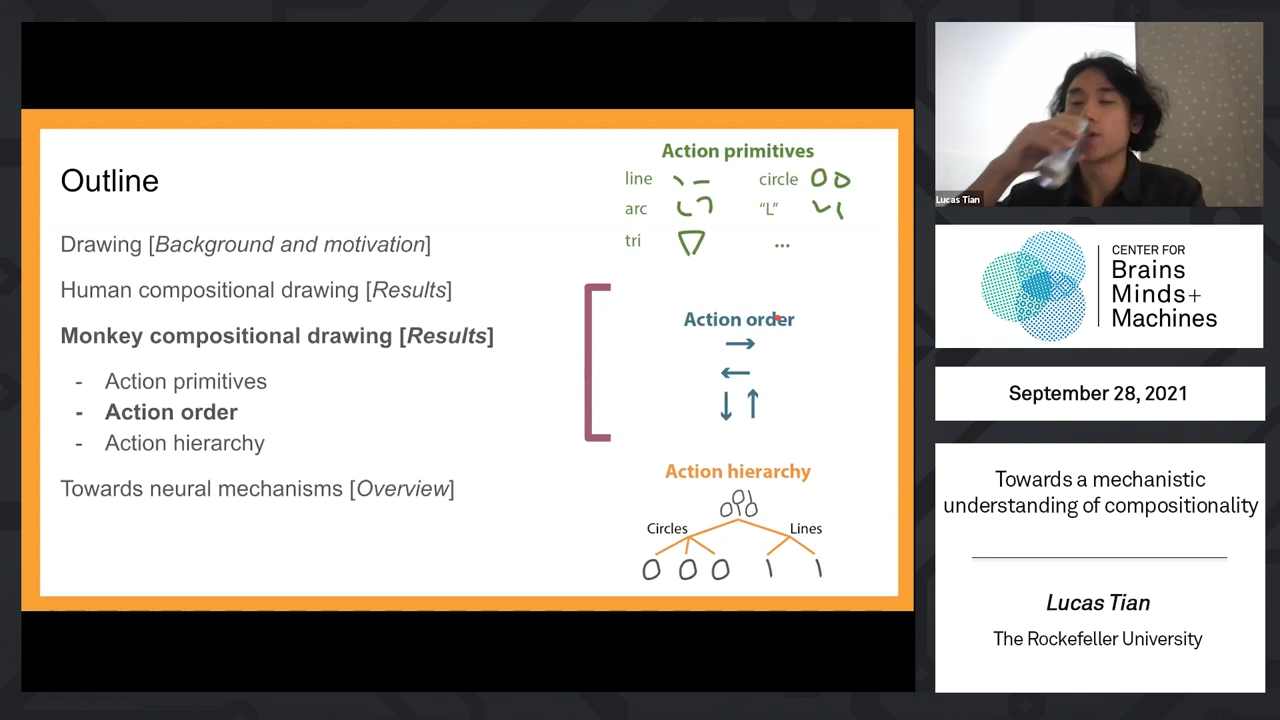 Outline
Drawing [Background and motivation]
Human compositional drawing [Results]
Monkey compositional drawing [Results]
- Action primitives
- Action order
- Action hierarchy
Towards neural mechanisms [Overview]
Action primitives
line
circle
arc
“L”
tri
...
Action order
Action hierarchy
Circles
Lines
Lucas Tian
CENTER FOR
Brains
Minds+
Machines
September 28, 2021
Towards a mechanistic
understanding of compositionality
Lucas Tian
The Rockefeller University